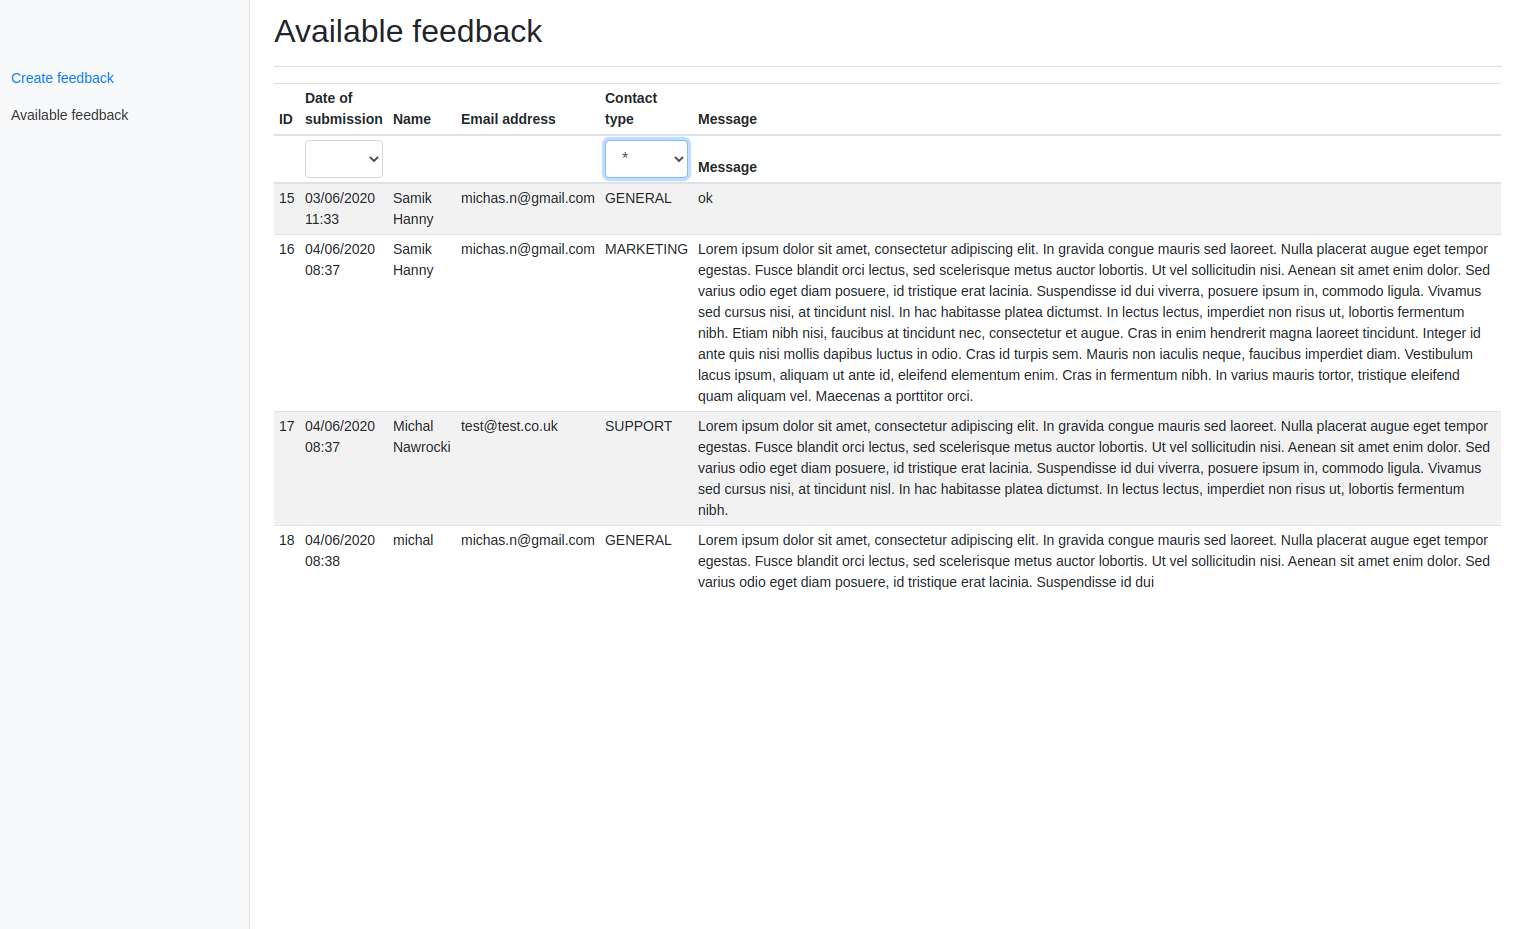 Available feedback
Create feedback
Available feedback
ID
Date of
submission
Name
Email address
Contact
type
Message
*
Message
15
03/06/2020
11:33
Samik
Hanny
michas.n@gmail.com
GENERAL
ok
16
04/06/2020
08:37
Samik
Hanny
michas.n@gmail.com
MARKETING
Lorem ipsum dolor sit amet, consectetur adipiscing elit. In gravida congue mauris sed laoreet. Nulla placerat augue eget tempor
egestas. Fusce blandit orci lectus, sed scelerisque metus auctor lobortis. Ut vel sollicitudin nisi. Aenean sit amet enim dolor. Sed
varius odio eget diam posuere, id tristique erat lacinia. Suspendisse id dui viverra, posuere ipsum in, commodo ligula. Vivamus
sed cursus nisi, at tincidunt nisl. In hac habitasse platea dictumst. In lectus lectus, imperdiet non risus ut, lobortis fermentum
nibh. Etiam nibh nisi, faucibus at tincidunt nec, consectetur et augue. Cras in enim hendrerit magna laoreet tincidunt. Integer id
ante quis nisi mollis dapibus luctus in odio. Cras id turpis sem. Mauris non iaculis neque, faucibus imperdiet diam. Vestibulum
lacus ipsum, aliquam ut ante id, eleifend elementum enim. Cras in fermentum nibh. In varius mauris tortor, tristique eleifend
quam aliquam vel. Maecenas a porttitor orci.
17
04/06/2020
08:37
Michal
Nawrocki
test@test.co.uk
SUPPORT
Lorem ipsum dolor sit amet, consectetur adipiscing elit. In gravida congue mauris sed laoreet. Nulla placerat augue eget tempor
egestas. Fusce blandit orci lectus, sed scelerisque metus auctor lobortis. Ut vel sollicitudin nisi. Aenean sit amet enim dolor. Sed
varius odio eget diam posuere, id tristique erat lacinia. Suspendisse id dui viverra, posuere ipsum in, commodo ligula. Vivamus
sed cursus nisi, at tincidunt nisl. In hac habitasse platea dictumst. In lectus lectus, imperdiet non risus ut, lobortis fermentum
nibh.
18
04/06/2020
08:38
michal
michas.n@gmail.com
GENERAL
Lorem ipsum dolor sit amet, consectetur adipiscing elit. In gravida congue mauris sed laoreet. Nulla placerat augue eget tempor
egestas. Fusce blandit orci lectus, sed scelerisque metus auctor lobortis. Ut vel sollicitudin nisi. Aenean sit amet enim dolor. Sed
varius odio eget diam posuere, id tristique erat lacinia. Suspendisse id dui